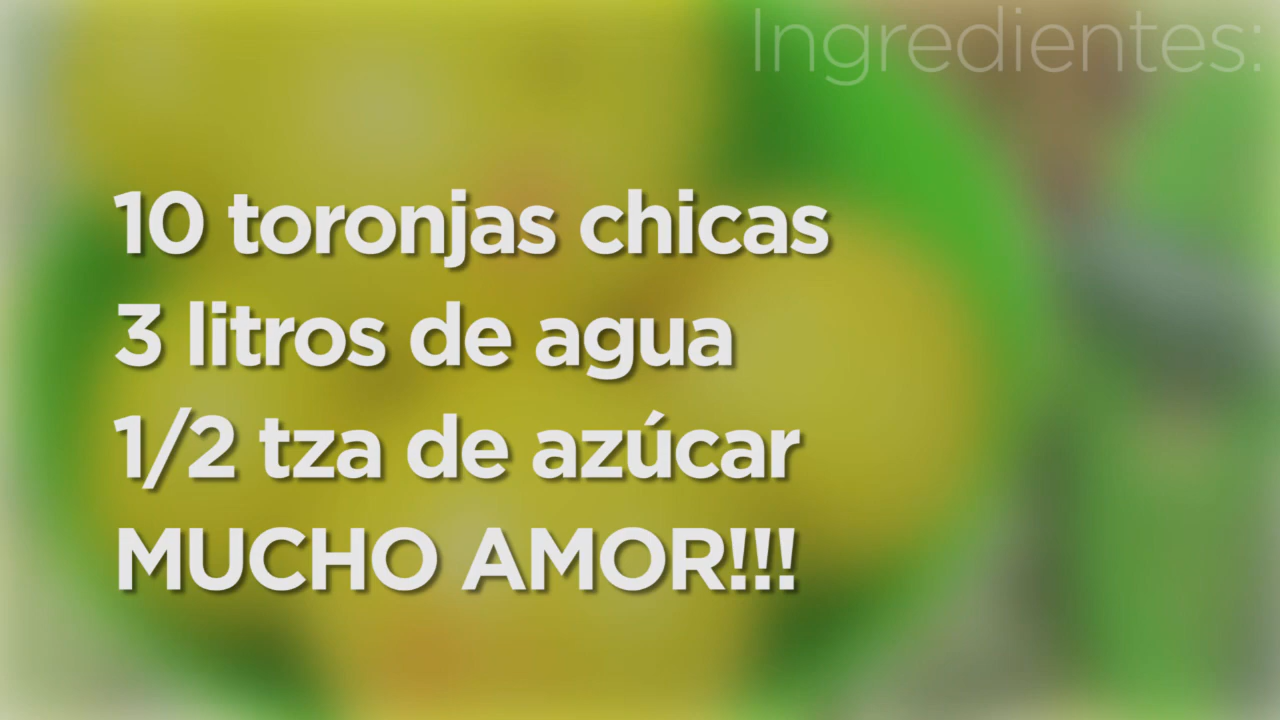 Ingredientes:
10 toronjas chicas
3 litros de agua
1/2 tza de azúcar
MUCHO AMOR!!!